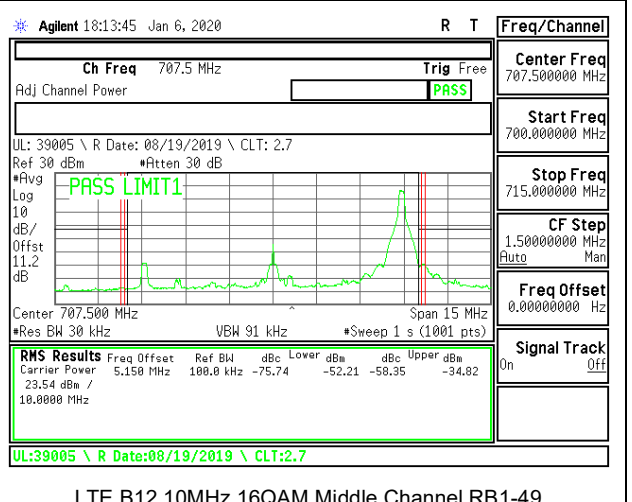 Agilent 18:13:45 Jan 6, 2020 R T
Freq/Channel
Ch Freq 707.5 MHz Trig Free
Adj Channel Power PASS
UL: 39005 \ R Date: 08/19/2019 \ CLT: 2.7
Ref 30 dBm #Atten 30 dB
#Avg
Log
10
dB/
Offst
11.2
dB
PASS LIMIT1
Center 707.500 MHz Span 15 MHz
#Res BW 30 kHz VBW 91 kHz #Sweep 1 s (1001 pts)
RMS Results Freq Offset Ref BW dBc Lower dBm dBc Upper dBm
Carrier Power 5.150 MHz 100.0 kHz -75.74 -52.21 -58.35 -34.82
23.54 dBm /
10.0000 MHz
UL:39005 \ R Date:08/19/2019 \ CLT:2.7
Center Freq
707.500000 MHz
Start Freq
700.000000 MHz
Stop Freq
715.000000 MHz
CF Step
1.50000000 MHz
Auto Man
Freq Offset
0.00000000 Hz
Signal Track
On Off
LTE B12 10MHz 16QAM Middle Channel RB1-49